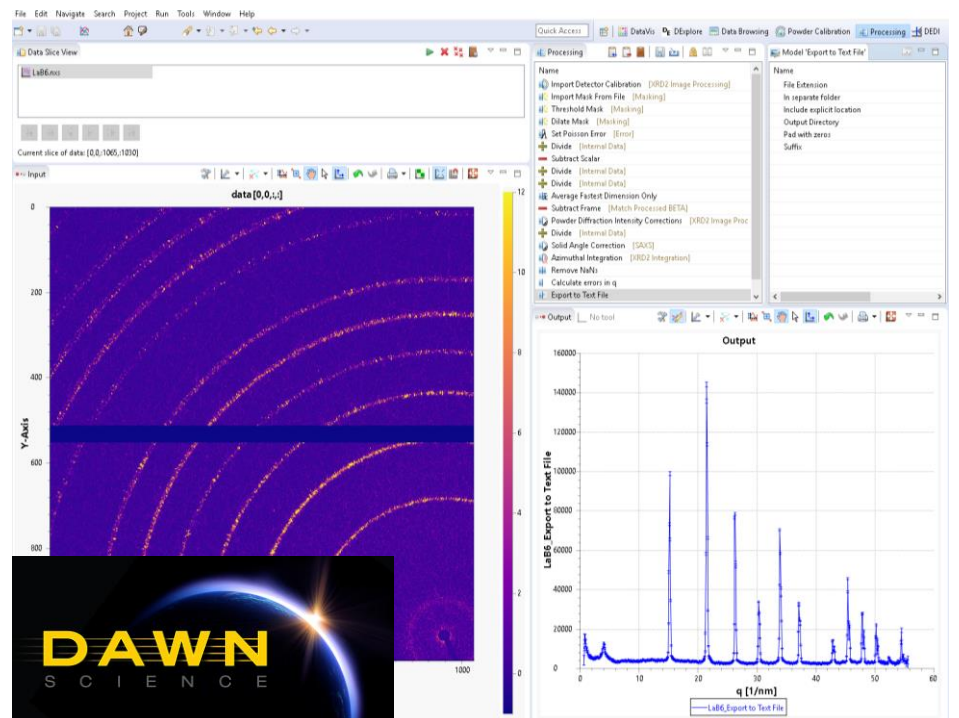 File Edit Navigate Search Project Run Tools Window Help
Quick Access DataVis DExplore Data Browsing Powder Calibration Processing DEDI
Data Slice View
LaB6.nxs
Current slice of data: [0,0,:1065,:1030]
Processing
Name
Import Detector Calibration [XRD2 Image Processing]
Import Mask From File [Masking]
Threshold Mask [Masking]
Dilate Mask [Masking]
Set Poisson Error [Error]
Divide [Internal Data]
Subtract Scalar
Divide [Internal Data]
Divide [Internal Data]
Average Fastest Dimension Only
Subtract Frame [Match Processed BETA]
Powder Diffraction Intensity Corrections [XRD2 Image Proc
Divide [Internal Data]
Solid Angle Correction [SAXS]
Azimuthal Integration [XRD2 Integration]
Remove NaNs
Calculate errors in q
Export to Text File
Model 'Export to Text File'
Name
File Extension
In separate folder
Include explicit location
Output Directory
Pad with zeros
Suffix
Input
data[0,0,:,:]
Y-Axis
0
200
400
600
800
1000
12
10
8
6
4
2
0
Output No tool
Output
LaB6_Export to Text File
160000
140000
120000
100000
80000
60000
40000
20000
0
0 10 20 30 40 50 60
q [1/nm]
LaB6_Export to Text File
DAWN
SCIENCE